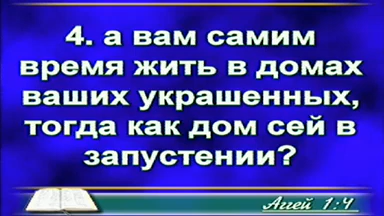 4. а вам самим
время жить в домах
ваших украшенных,
тогда как дом сей в
запустении?
Аггей 1:4